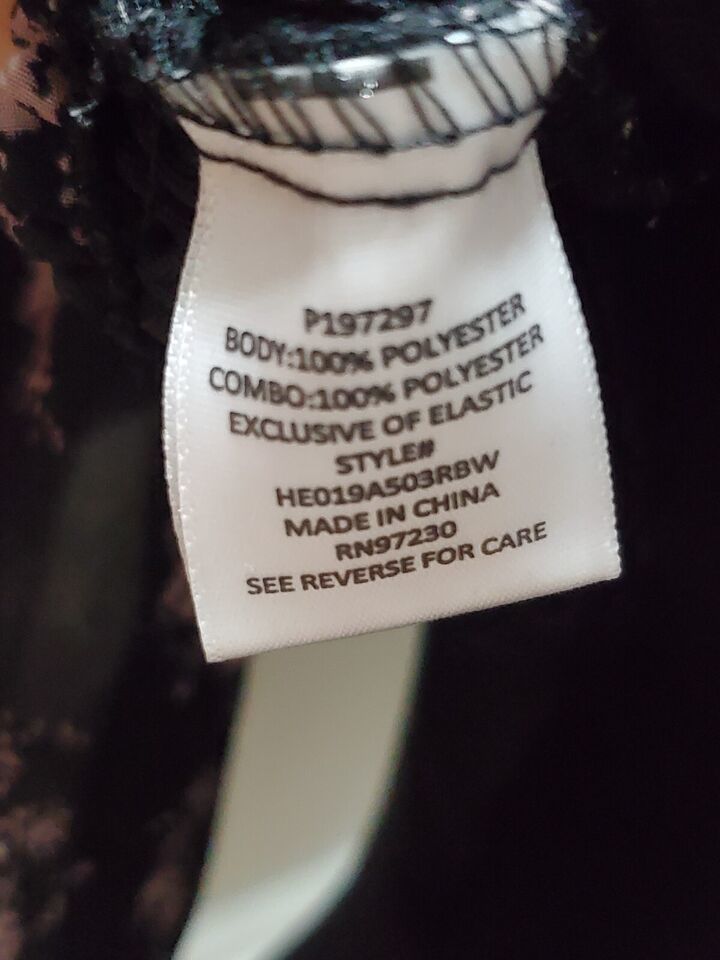 P197297
BODY:100% POLYESTER
COMBO:100% POLYESTER
EXCLUSIVE OF ELASTIC
STYLE#
HE019A503RBW
MADE IN CHINA
RN97230
SEE REVERSE FOR CARE